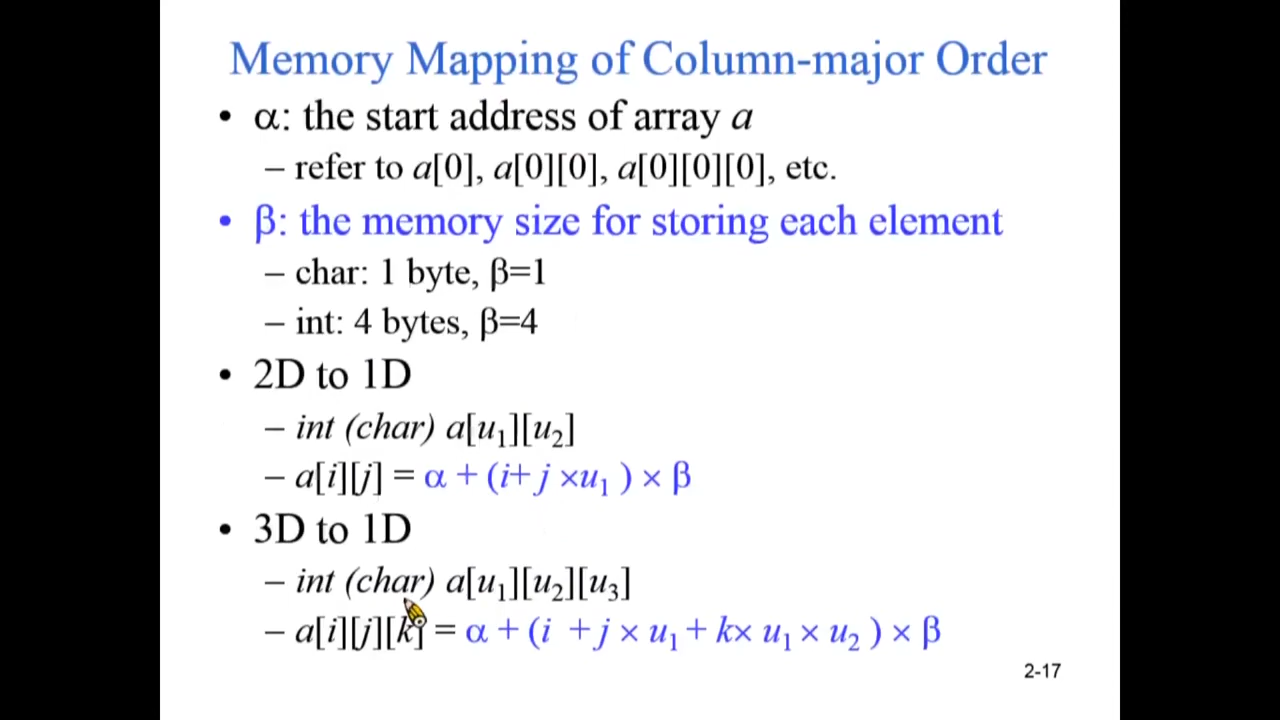 Memory Mapping of Column-major Order
• α: the start address of array a
– refer to a[0], a[0][0], a[0][0][0], etc.
• β: the memory size for storing each element
– char: 1 byte, β=1
– int: 4 bytes, β=4
• 2D to 1D
– int (char) a[u₁][u₂]
– a[i][j] = α + (i+ j ×u₁ ) × β
• 3D to 1D
– int (char) a[u₁][u₂][u₃]
– a[i][j][k] = α + (i + j × u₁ + k× u₁ × u₂ ) × β
2-17